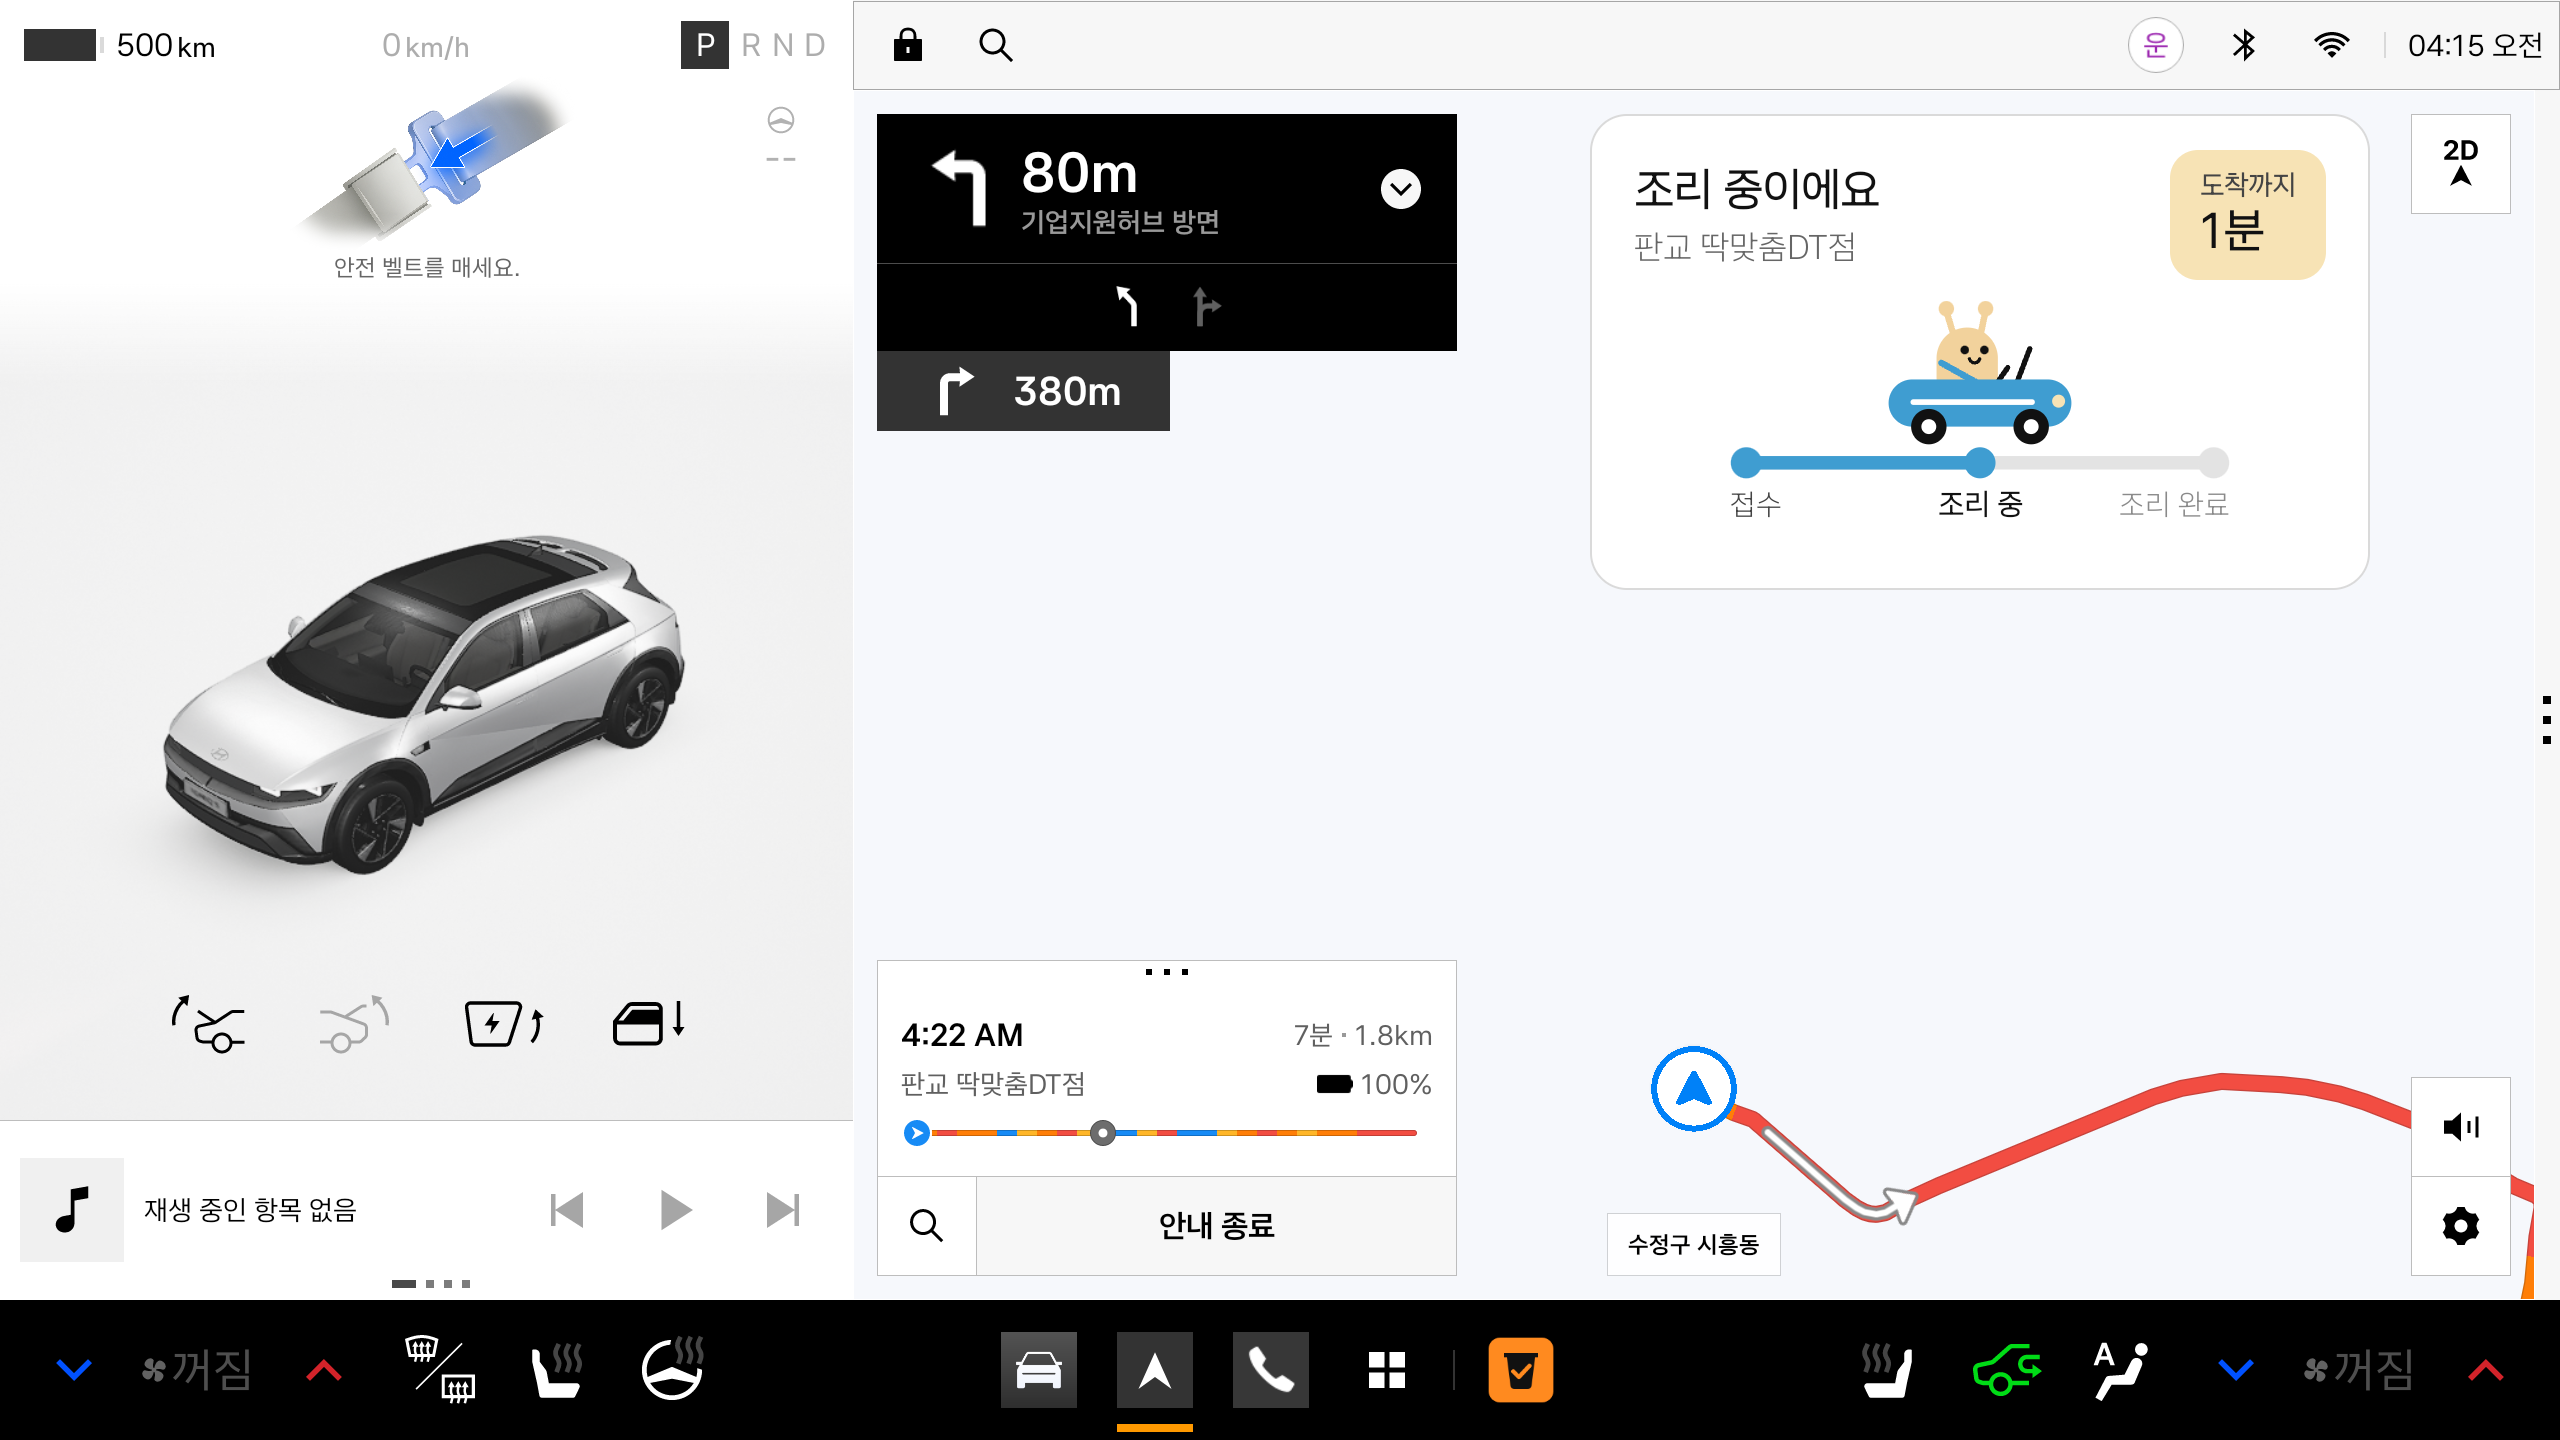 500 km
0 km/h
P R N D
안전 벨트를 매세요.
재생 중인 항목 없음
운
04:15 오전
80m
기업지원허브 방면
380m
조리 중이에요
판교 딱맞춤DT점
도착까지
1분
접수
조리 중
조리 완료
2D
4:22 AM
7분 · 1.8km
판교 딱맞춤DT점
100%
안내 종료
수정구 시흥동
꺼짐
A
꺼짐